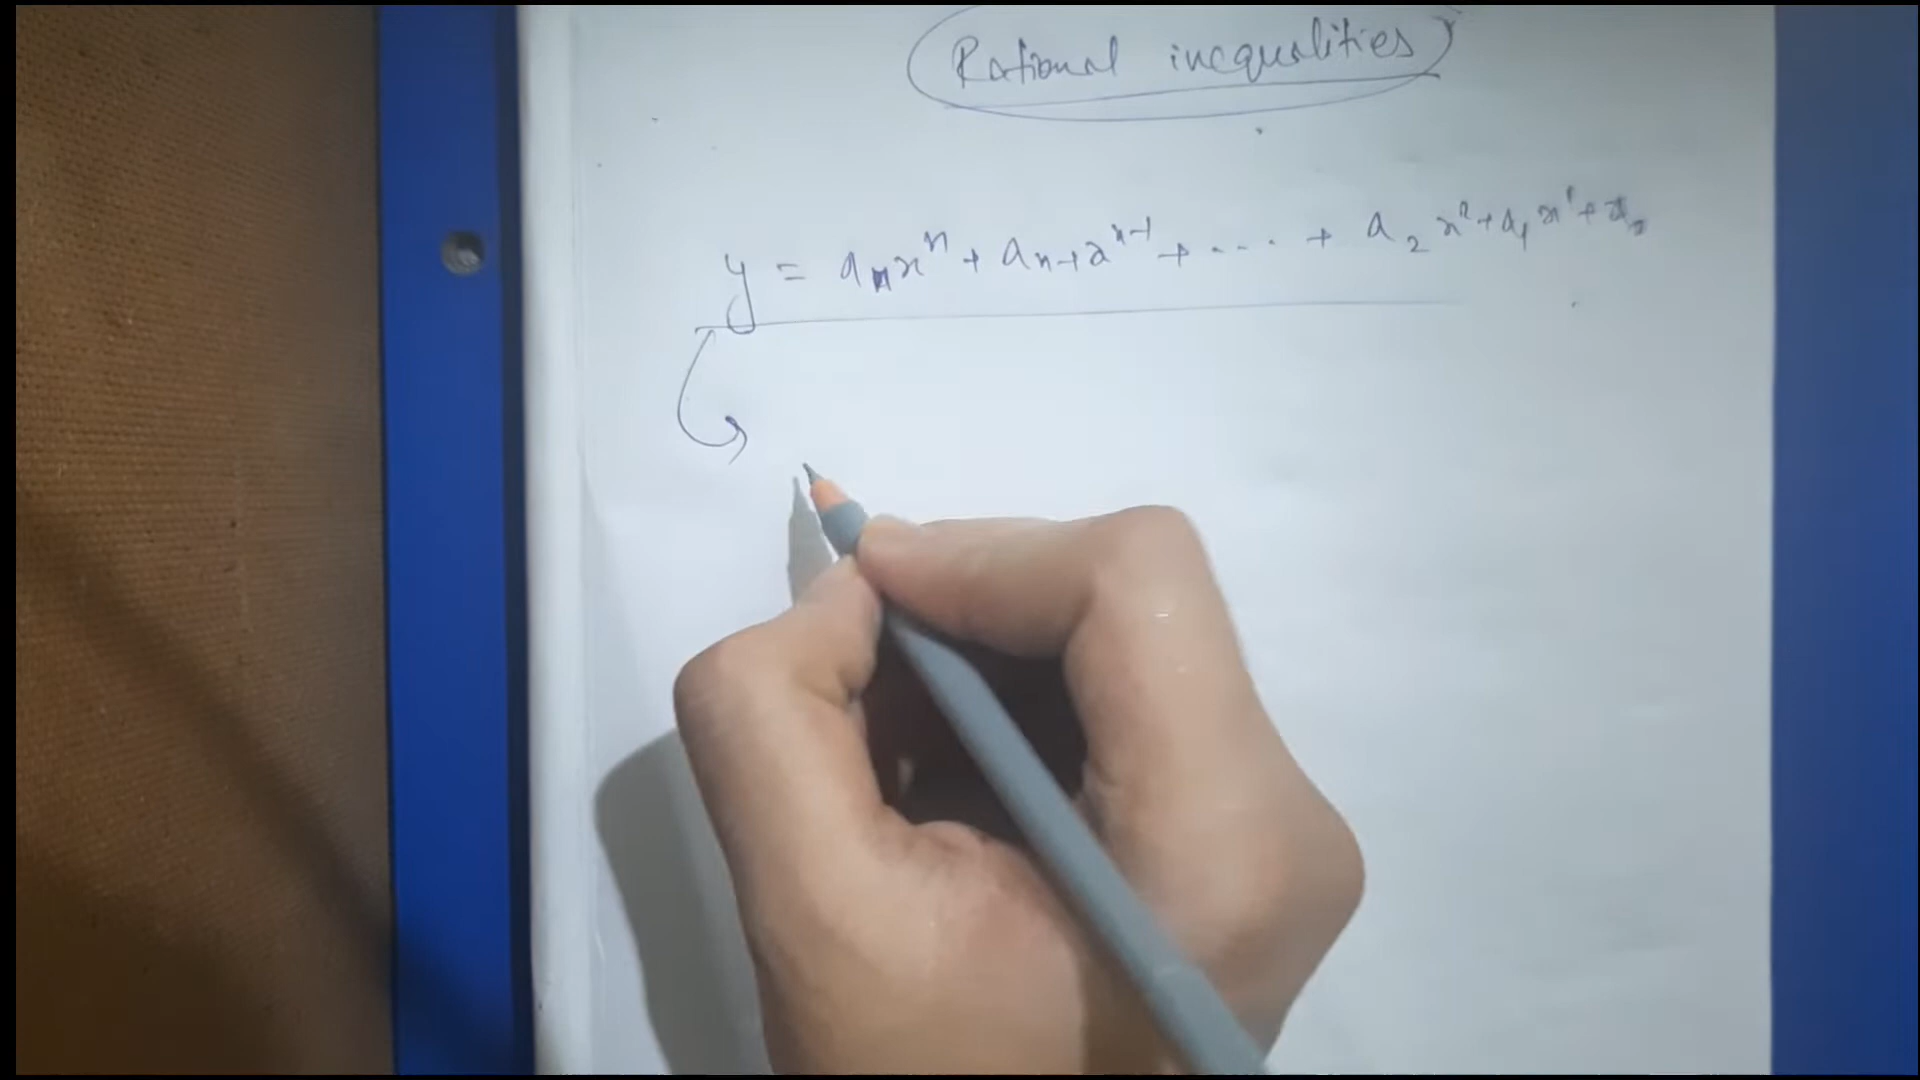 Rational inequalities
y = aₙxⁿ + aₙ₋₁xⁿ⁻¹ + .... + a₂x² + a₁x¹ + a₀